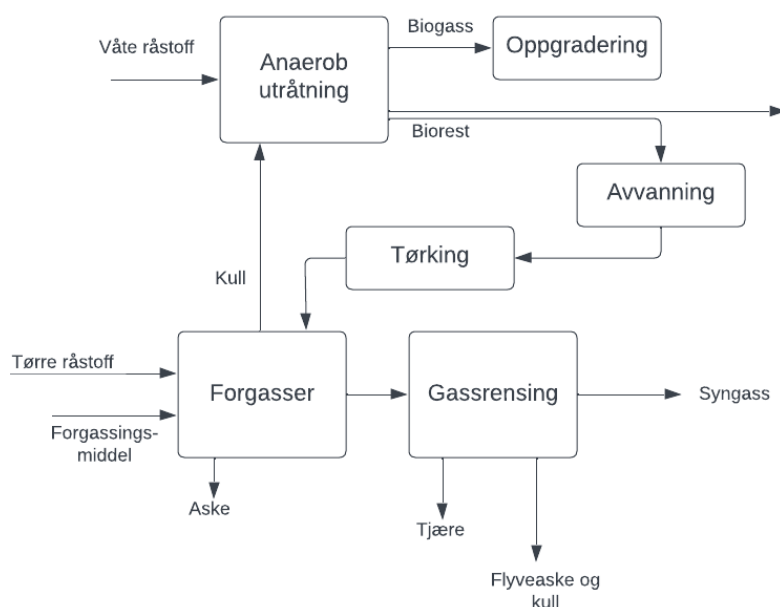 Biogass
Våte råstoff
Anaerob
utråtning
Oppgradering
Biorest
Avvanning
Tørking
Kull
Tørre råstoff
Forgasser
Gassrensing
Syngass
Forgassings-
middel
Aske
Tjære
Flyveaske og
kull